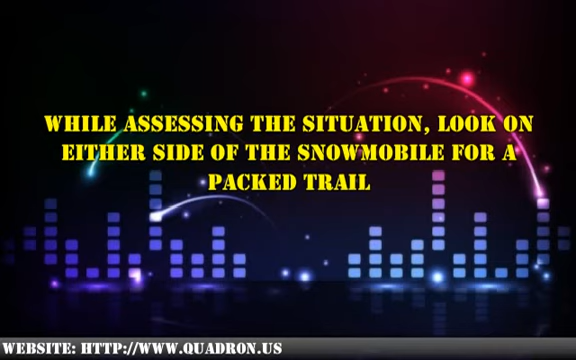 WHILE ASSESSING THE SITUATION, LOOK ON
EITHER SIDE OF THE SNOWMOBILE FOR A
PACKED TRAIL
WEBSITE: HTTP://WWW.QUADRON.US